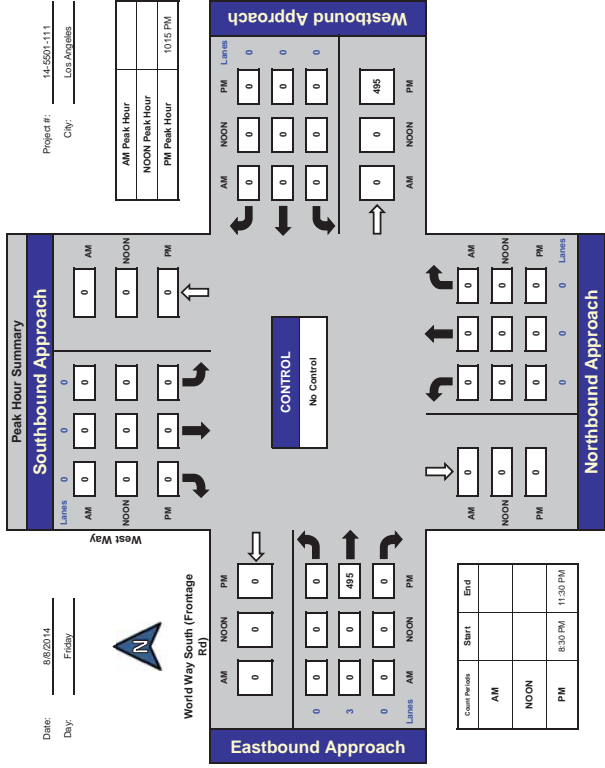 Peak Hour Summary
Date: 8/8/2014
Day: Friday
Project #: 14-5501-111
City: Los Angeles
N
Southbound Approach
West Way
Lanes 0 0 0
AM 0 0 0 0 AM
NOON 0 0 0 0 NOON
PM 0 0 0 0 PM
AM Peak Hour
NOON Peak Hour
PM Peak Hour 1015 PM
World Way South (Frontage
Rd)
AM NOON PM
0 0 0
0 0 0 0
3 0 0 495
0 0 0 0
Lanes AM NOON PM
Eastbound Approach
CONTROL
No Control
AM NOON PM Lanes
0 0 0 0
0 0 0 0
0 0 0 0
0 0 495
AM NOON PM
Westbound Approach
Count Periods Start End
AM
NOON
PM 8:30 PM 11:30 PM
AM 0 0 0 0 AM
NOON 0 0 0 0 NOON
PM 0 0 0 0 PM
0 0 0 Lanes
Northbound Approach